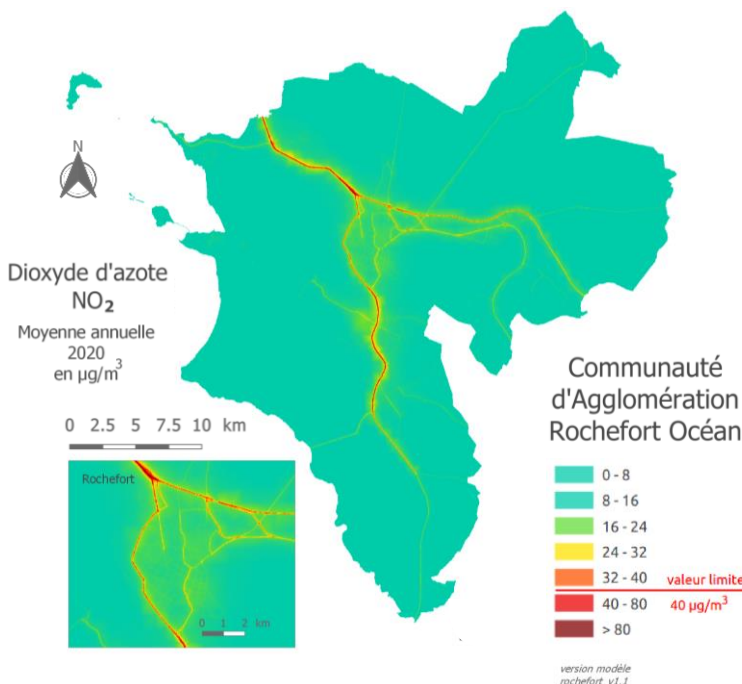 N
Dioxyde d'azote
NO₂
Moyenne annuelle
2020
en µg/m³
0 2.5 5 7.5 10 km
Rochefort
0 1 2 km
Communauté
d'Agglomération
Rochefort Océan
0 - 8
8 - 16
16 - 24
24 - 32
32 - 40 valeur limite
40 - 80 40 µg/m³
> 80
version modèle
rochefort_v1.1